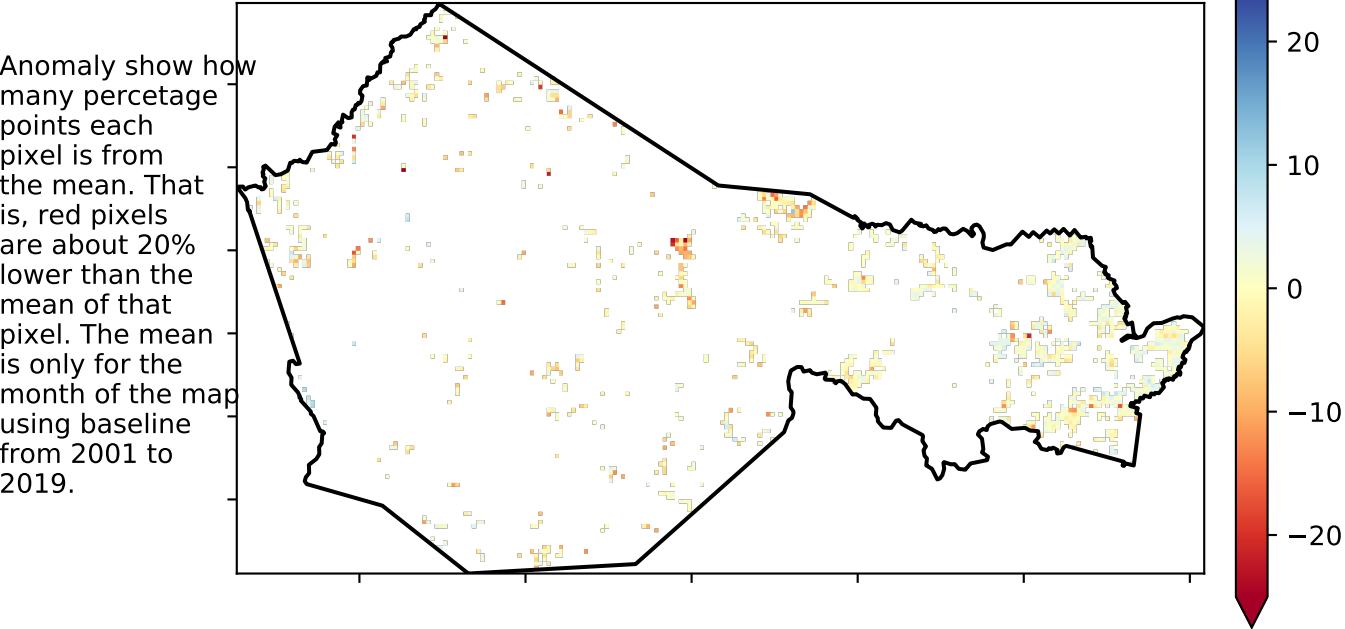 Anomaly show how
many percetage
points each
pixel is from
the mean. That
is, red pixels
are about 20%
lower than the
mean of that
pixel. The mean
is only for the
month of the map
using baseline
from 2001 to
2019.
20
10
0
−10
−20